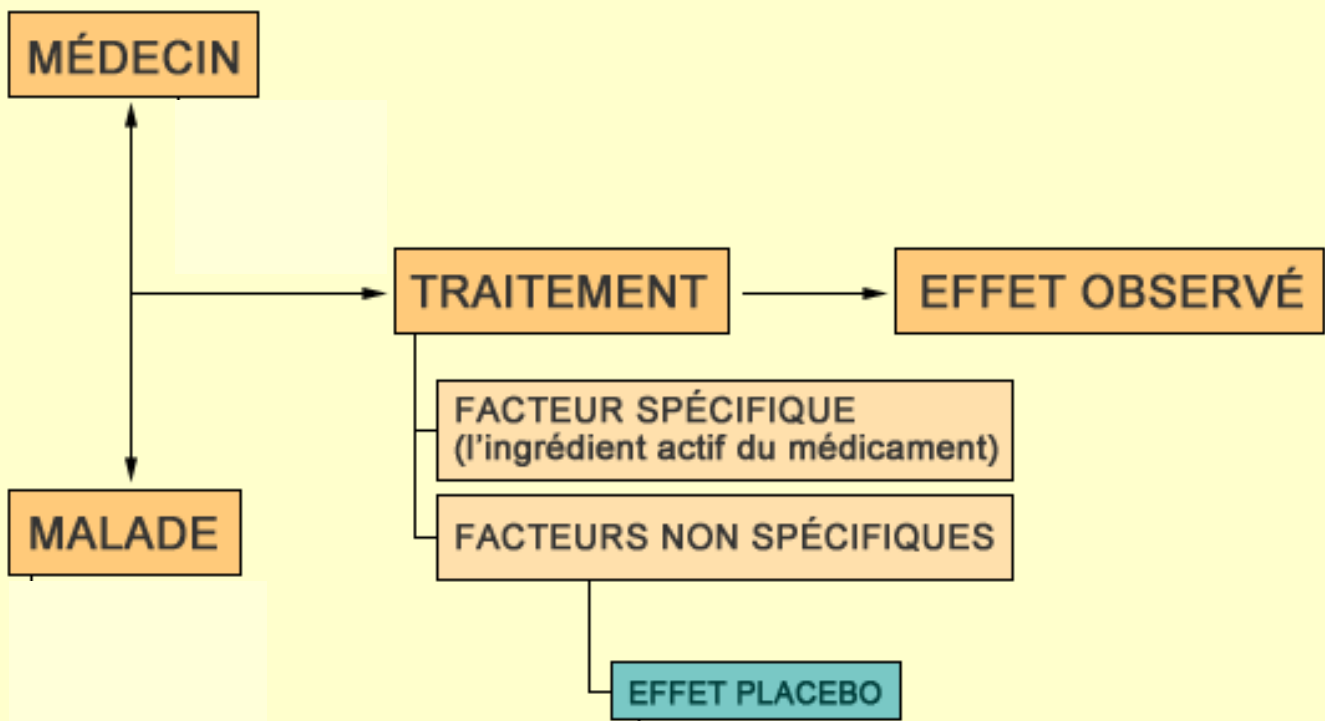 MÉDECIN
TRAITEMENT
EFFET OBSERVÉ
FACTEUR SPÉCIFIQUE
(l'ingrédient actif du médicament)
MALADE
FACTEURS NON SPÉCIFIQUES
EFFET PLACEBO